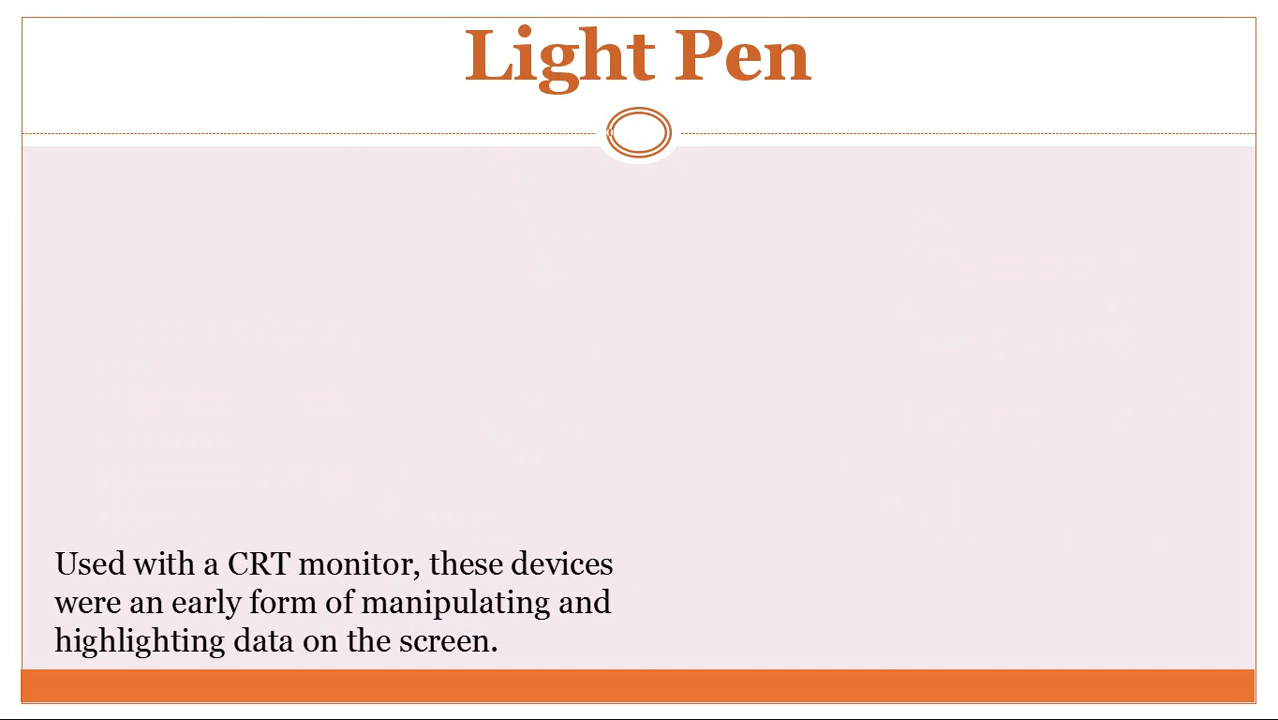 Light Pen
Used with a CRT monitor, these devices
were an early form of manipulating and
highlighting data on the screen.